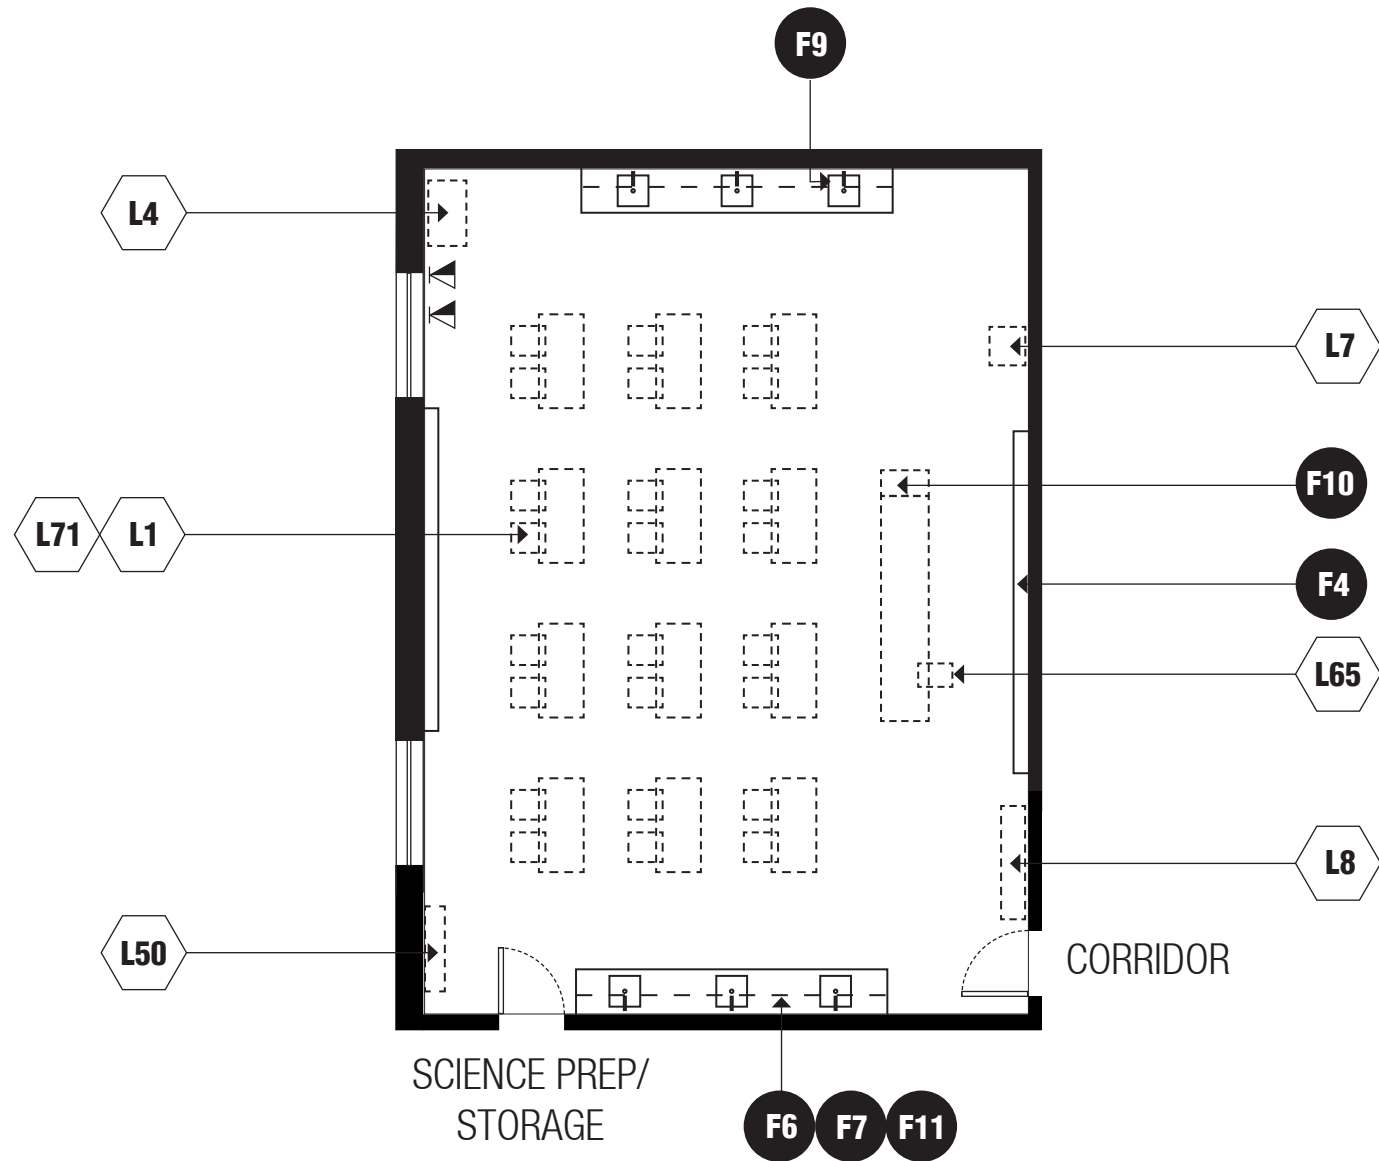 F9
L4
L7
F10
L71 L1
F4
L65
L8
L50
CORRIDOR
SCIENCE PREP/
STORAGE
F6 F7 F11